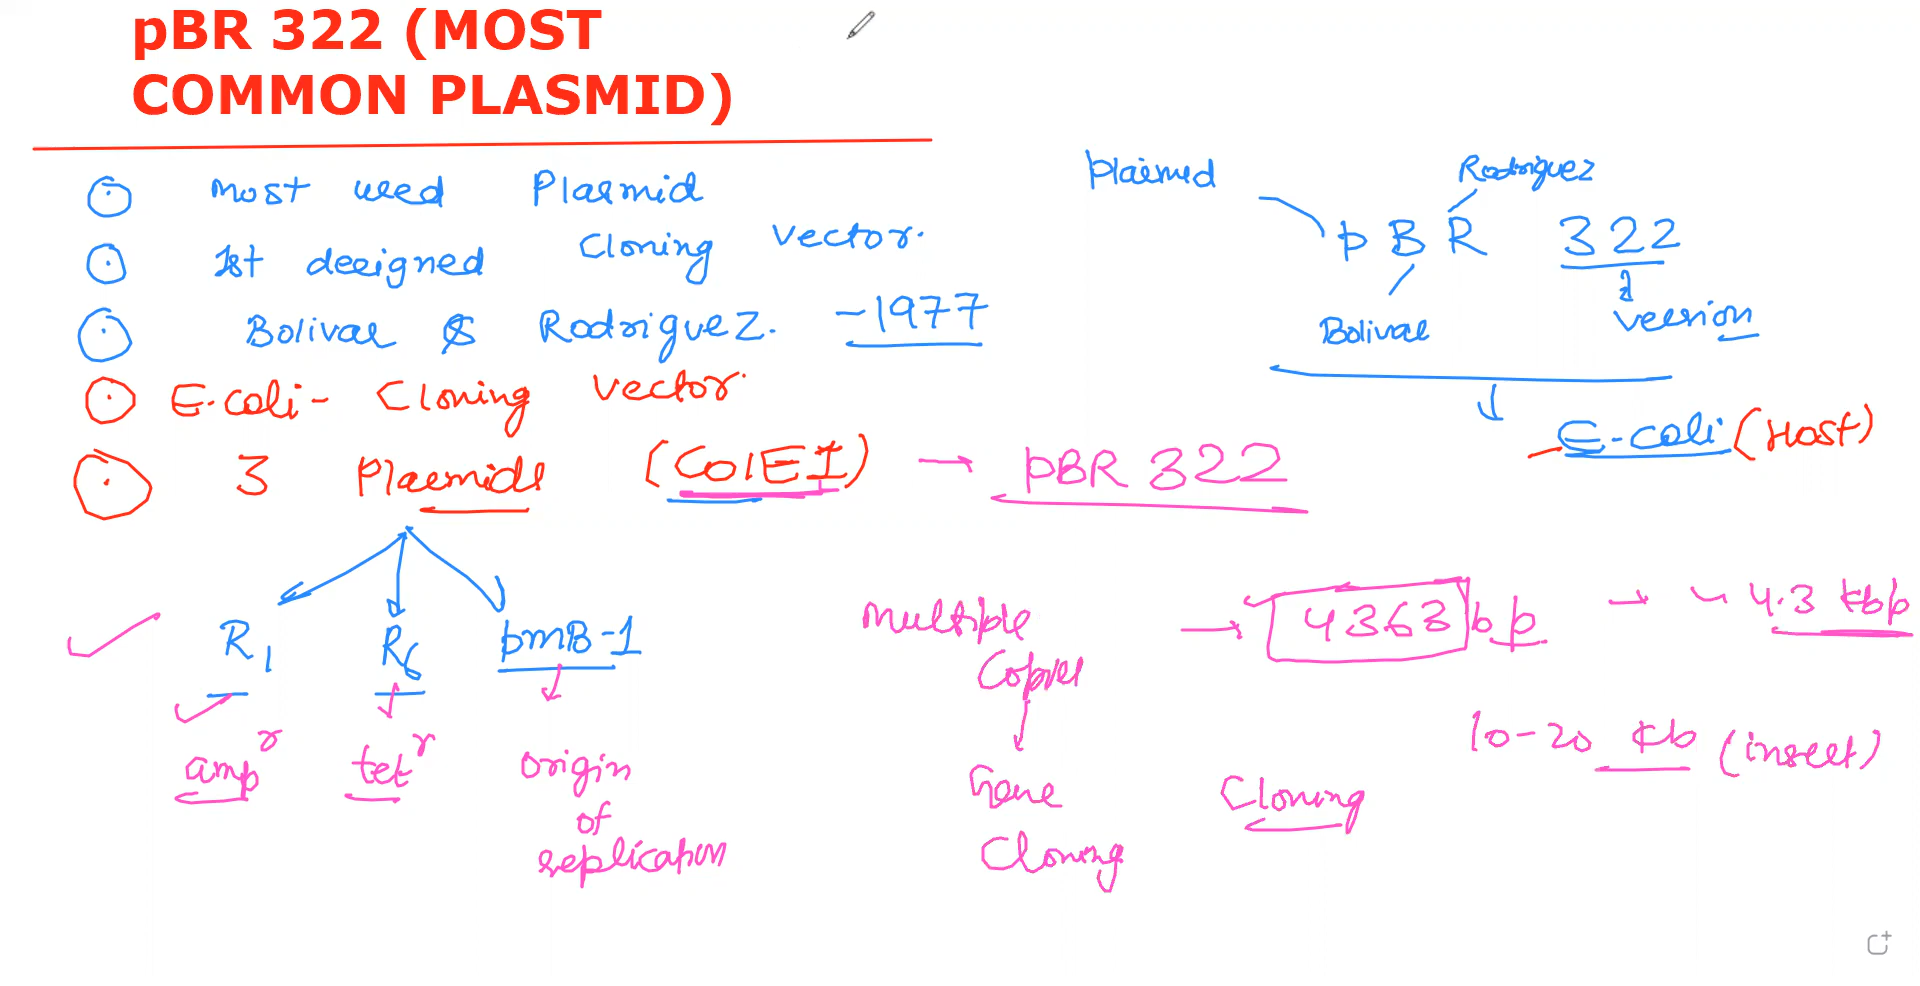 pBR 322 (MOST
COMMON PLASMID)
Most used Plasmid
1st designed Cloning Vector.
Bolivar & Rodriguez. - 1977
E.coli - Cloning Vector.
3 Plasmids (ColE1) → pBR 322
R1 R6 pmB-1
amp r tet r origin
of
replication
Plasmid
Rodriguez
p B R 322
Bolivar
version
E-coli (Host)
Multiple
Copies
Gene
Cloning
→ 4363 bp → ~ 4.3 kbp
10-20 kb (insert)
Cloning